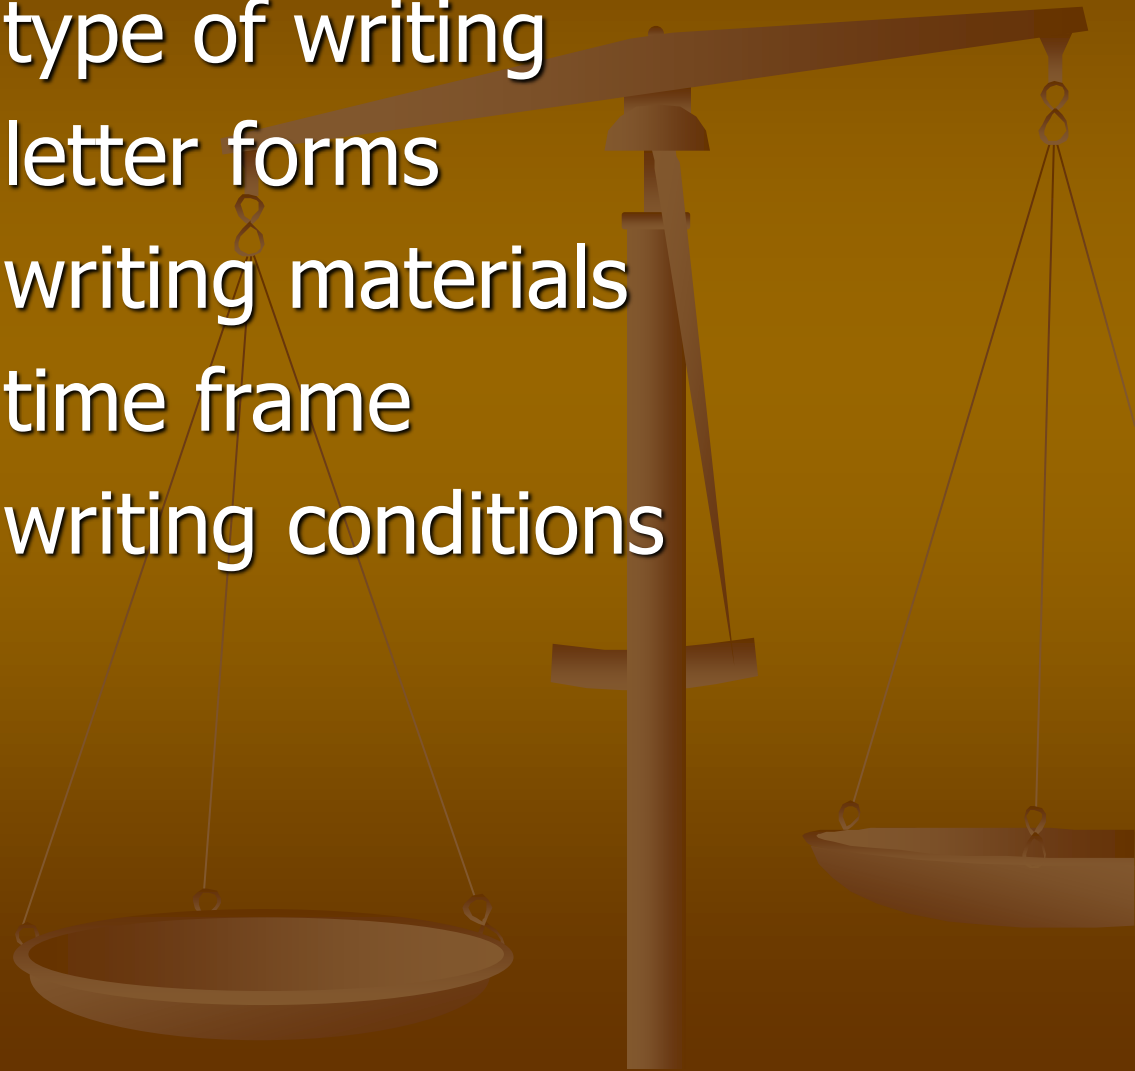 type of writing
letter forms
writing materials
time frame
writing conditions